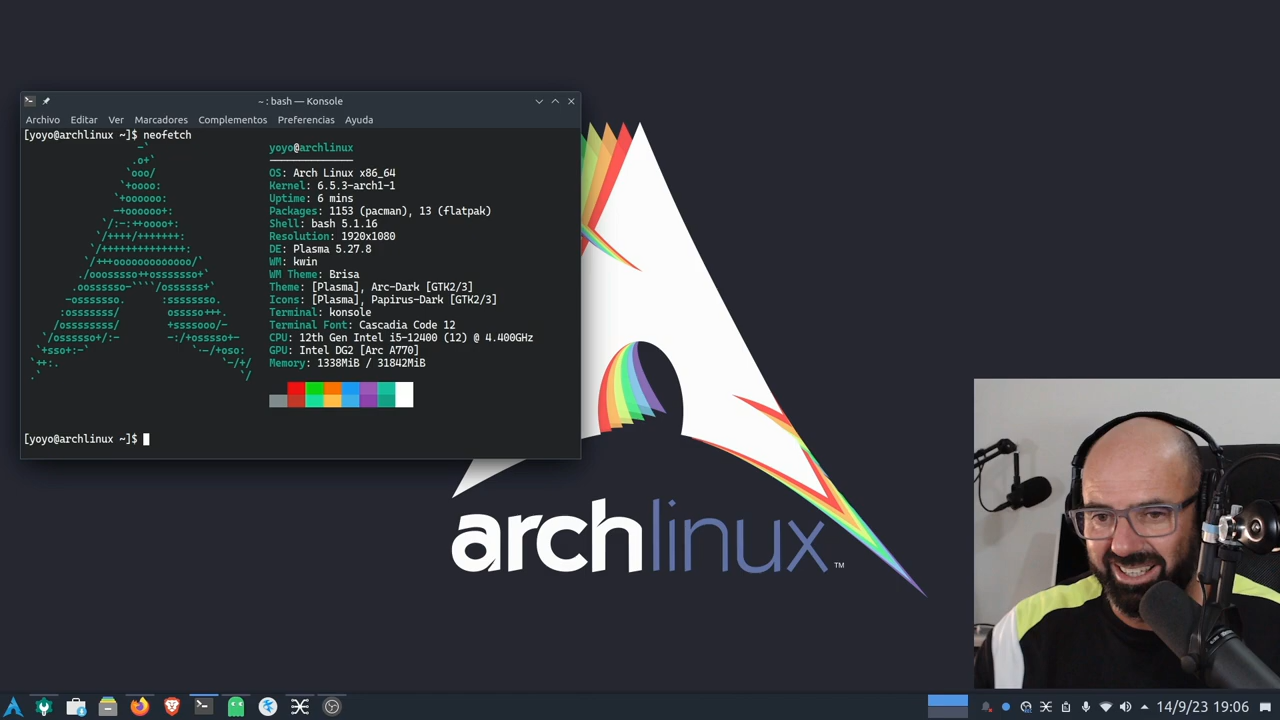 ~ : bash — Konsole
Archivo Editar Ver Marcadores Complementos Preferencias Ayuda
[yoyo@archlinux ~]$ neofetch
yoyo@archlinux
OS: Arch Linux x86_64
Kernel: 6.5.3-arch1-1
Uptime: 6 mins
Packages: 1153 (pacman), 13 (flatpak)
Shell: bash 5.1.16
Resolution: 1920x1080
DE: Plasma 5.27.8
WM: kwin
WM Theme: Brisa
Theme: [Plasma], Arc-Dark [GTK2/3]
Icons: [Plasma], Papirus-Dark [GTK2/3]
Terminal: konsole
Terminal Font: Cascadia Code 12
CPU: 12th Gen Intel i5-12400 (12) @ 4.400GHz
GPU: Intel DG2 [Arc A770]
Memory: 1338MiB / 31842MiB
[yoyo@archlinux ~]$
archlinux™
14/9/23 19:06